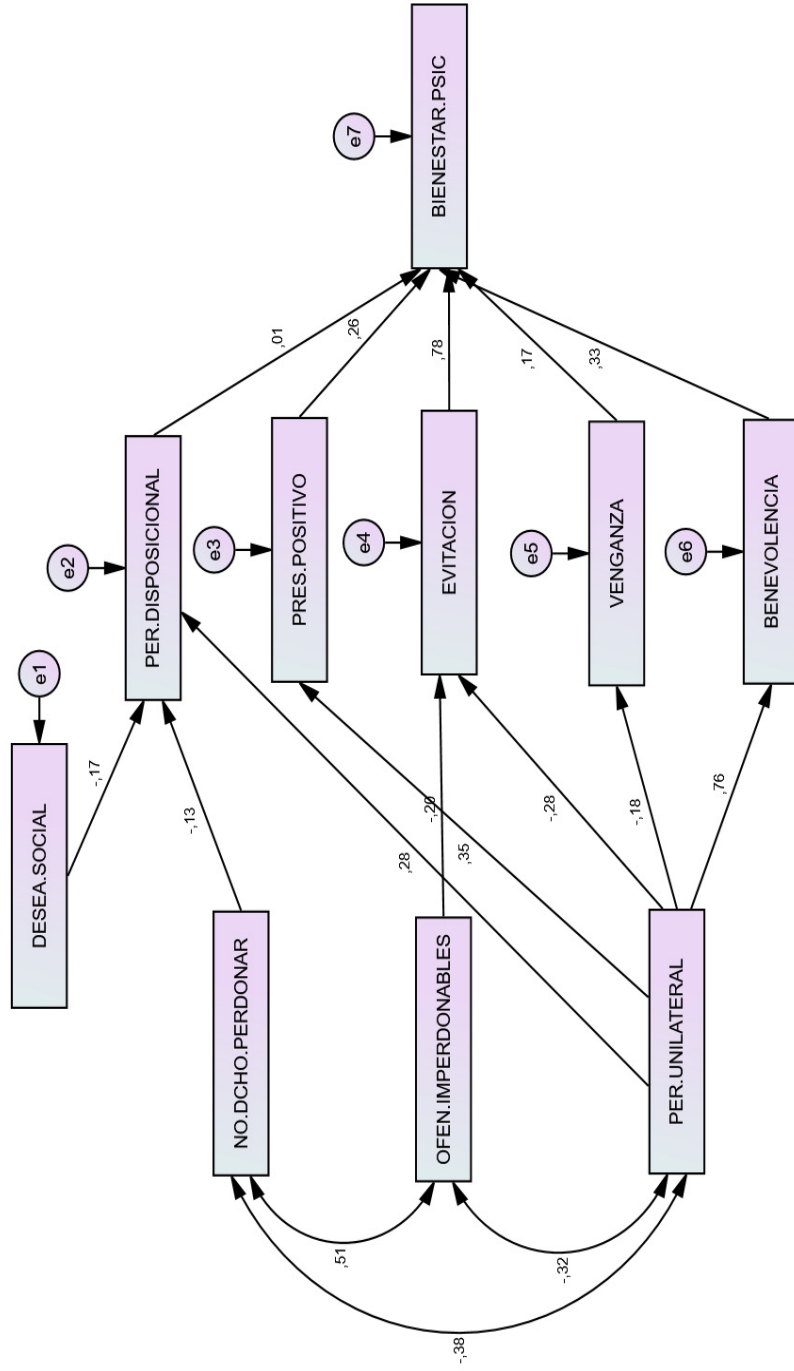 e1
DESEA.SOCIAL
e2
-,17
PER.DISPOSICIONAL
-,13
NO.DCHO.PERDONAR
,01
e3
PRES.POSITIVO
,26
e7
BIENESTAR.PSIC
,51
,28
-,20
,35
e4
EVITACION
,78
OFEN.IMPERDONABLES
-,38
-,32
-,28
e5
VENGANZA
,17
-,18
PER.UNILATERAL
,76
e6
BENEVOLENCIA
,33